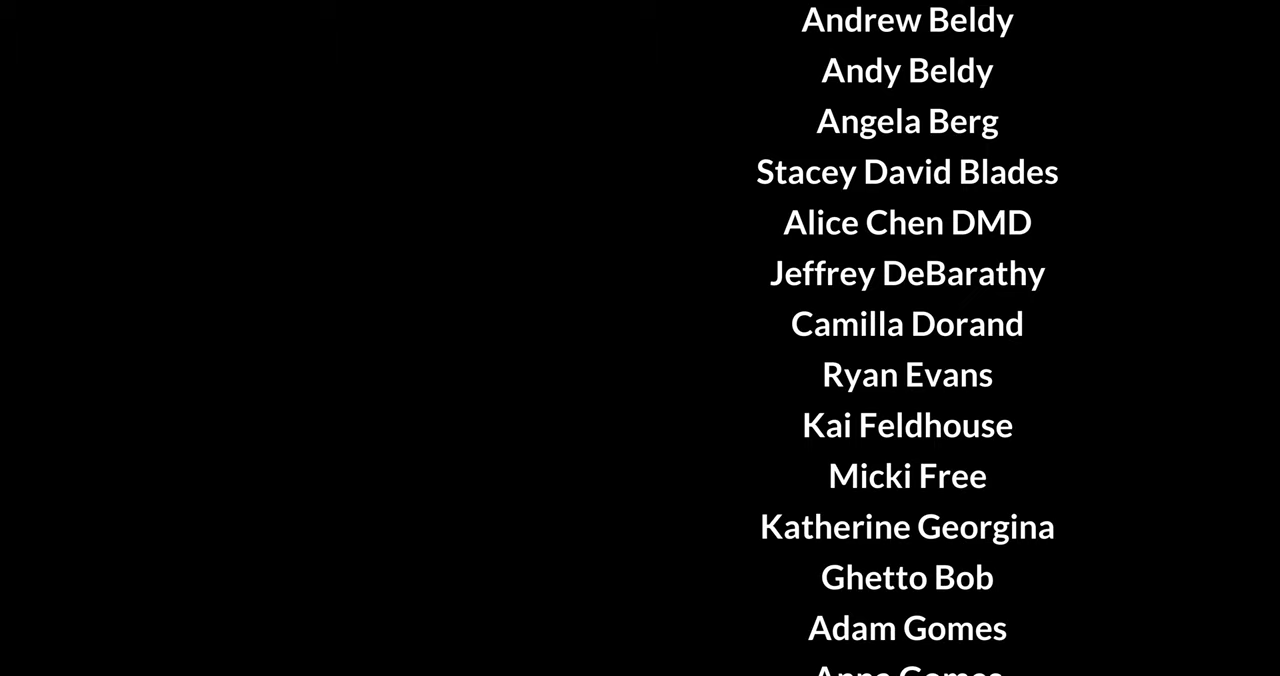 Andrew Beldy
Andy Beldy
Angela Berg
Stacey David Blades
Alice Chen DMD
Jeffrey DeBarathy
Camilla Dorand
Ryan Evans
Kai Feldhouse
Micki Free
Katherine Georgina
Ghetto Bob
Adam Gomes